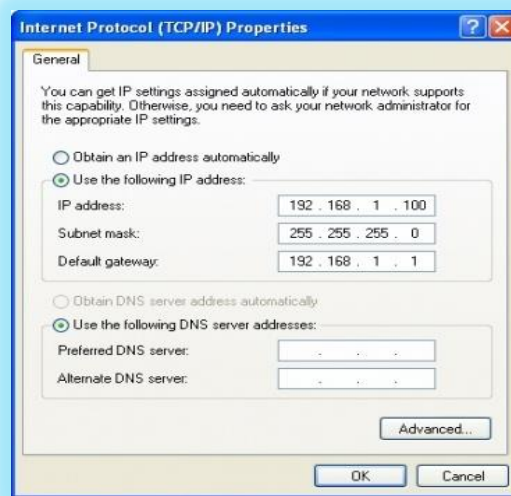 Internet Protocol (TCP/IP) Properties
General
You can get IP settings assigned automatically if your network supports
this capability. Otherwise, you need to ask your network administrator for
the appropriate IP settings.
Obtain an IP address automatically
Use the following IP address:
IP address: 192 . 168 . 1 . 100
Subnet mask: 255 . 255 . 255 . 0
Default gateway: 192 . 168 . 1 . 1
Obtain DNS server address automatically
Use the following DNS server addresses:
Preferred DNS server: . . .
Alternate DNS server: . . .
Advanced...
OK Cancel